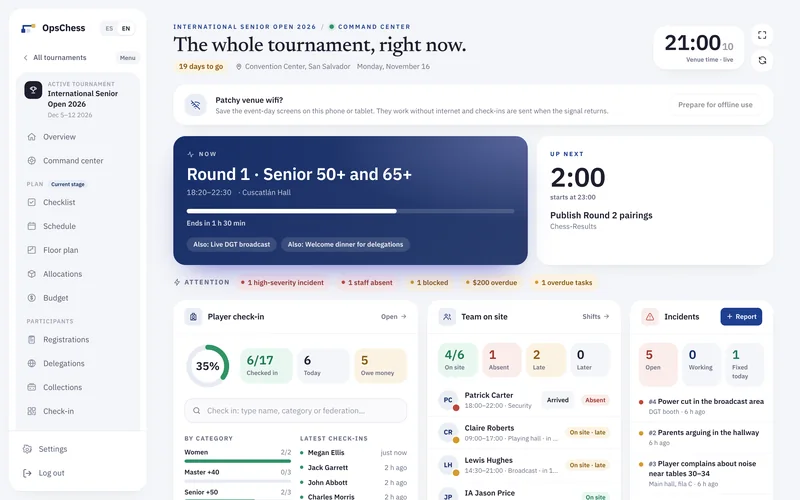 OpsChess
ES EN
All tournaments
Menu
ACTIVE TOURNAMENT
International Senior
Open 2026
Dec 5–12 2026
Overview
Command center
PLAN Current stage
Checklist
Schedule
Floor plan
Allocations
Budget
PARTICIPANTS
Registrations
Delegations
Collections
Check-in
Settings
Log out
INTERNATIONAL SENIOR OPEN 2026 / COMMAND CENTER
The whole tournament, right now.
19 days to go Convention Center, San Salvador Monday, November 16
21:00 10
Venue time · live
Patchy venue wifi?
Save the event-day screens on this phone or tablet. They work without internet and check-ins are sent when the signal returns.
Prepare for offline use
NOW
Round 1 · Senior 50+ and 65+
18:20–22:30 · Cuscatlán Hall
Ends in 1 h 30 min
Also: Live DGT broadcast Also: Welcome dinner for delegations
UP NEXT
2:00
starts at 23:00
Publish Round 2 pairings
Chess-Results
ATTENTION 1 high-severity incident 1 staff absent 1 blocked $200 overdue 1 overdue tasks
Player check-in Open →
35%
6/17
Checked in
6
Today
5
Owe money
Check in: type name, category or federation...
BY CATEGORY
Women 2/2
Master +40 0/3
Senior +50 2/3
LATEST CHECK-INS
Megan Ellis just now
Jack Garrett 2 h ago
John Abbott 2 h ago
Charles Morris 2 h ago
Team on site Shifts →
4/6
On site
1
Absent
2
Late
0
Later
PC Patrick Carter
18:00–22:00 · Security
Arrived Absent
CR Claire Roberts
09:00–17:00 · Playing hall · in ...
On site · late
LH Lewis Hughes
14:30–21:00 · Broadcast · in 1...
On site · late
JP IA Jason Price
On site
Incidents + Report
5
Open
0
Working
1
Fixed
today
#4 Power cut in the broadcast area
DGT booth · 6 h ago
#2 Parents arguing in the hallway
6 h ago
#3 Player complains about noise
near tables 30–34
Main hall, fila C · 6 h ago